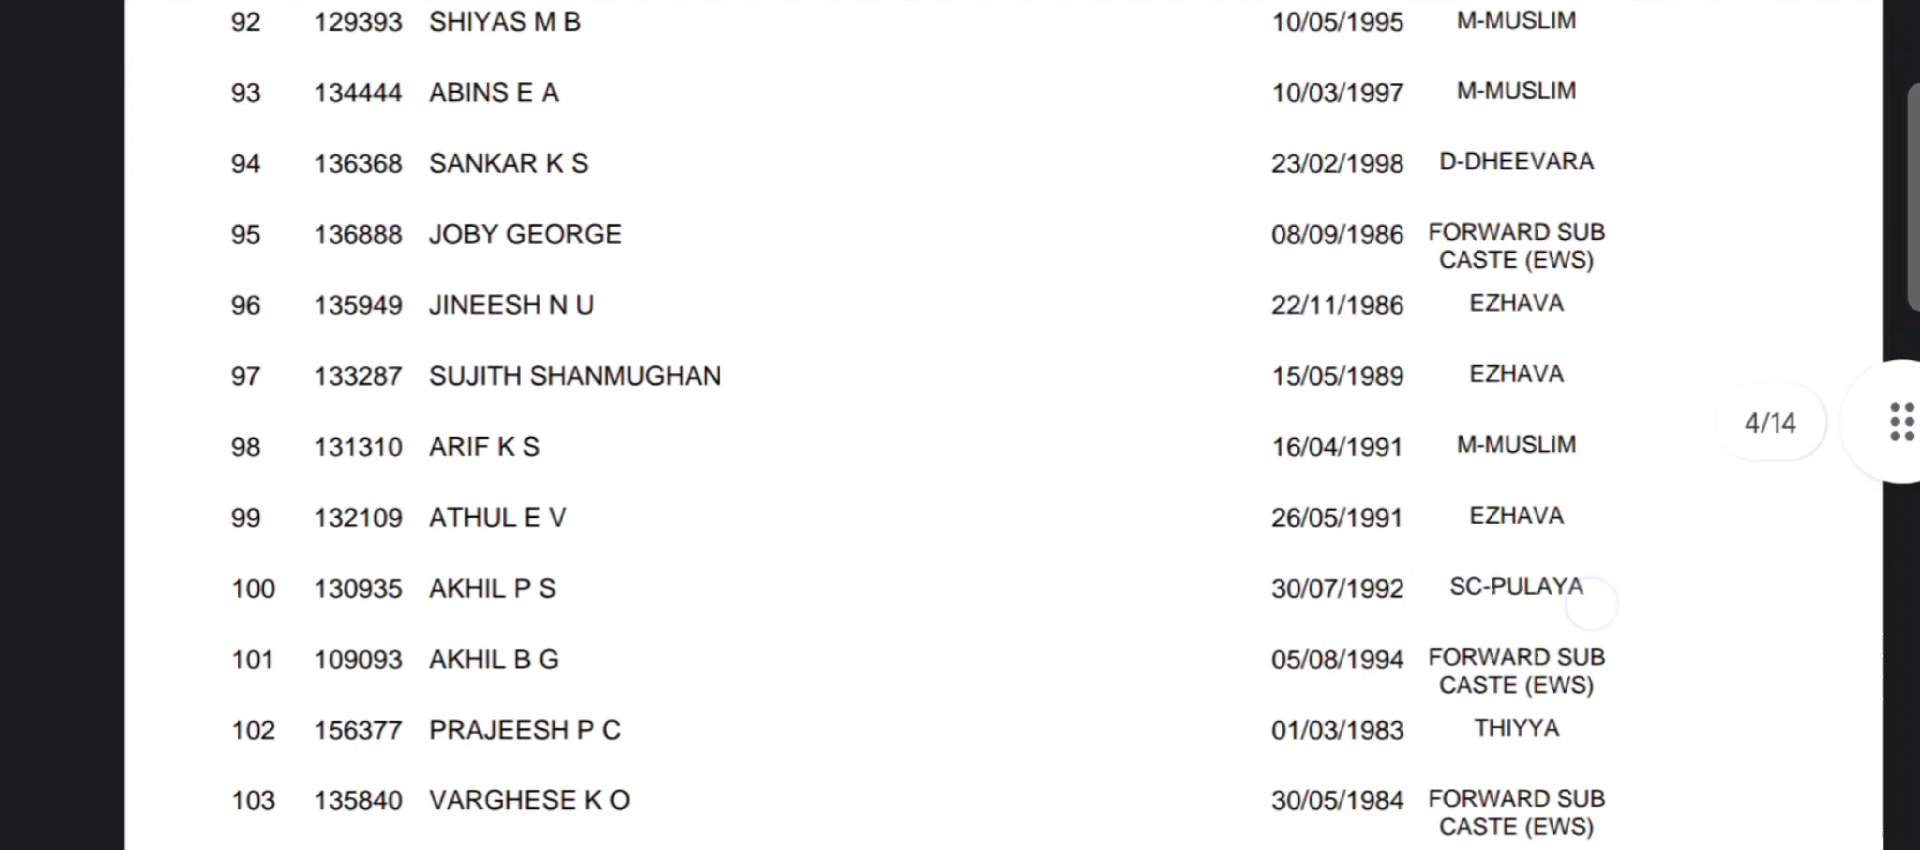 92 129393 SHIYAS M B 10/05/1995 M-MUSLIM
93 134444 ABINS E A 10/03/1997 M-MUSLIM
94 136368 SANKAR K S 23/02/1998 D-DHEEVARA
95 136888 JOBY GEORGE 08/09/1986 FORWARD SUB
CASTE (EWS)
96 135949 JINEESH N U 22/11/1986 EZHAVA
97 133287 SUJITH SHANMUGHAN 15/05/1989 EZHAVA
4/14
98 131310 ARIF K S 16/04/1991 M-MUSLIM
99 132109 ATHUL E V 26/05/1991 EZHAVA
100 130935 AKHIL P S 30/07/1992 SC-PULAYA
101 109093 AKHIL B G 05/08/1994 FORWARD SUB
CASTE (EWS)
102 156377 PRAJEESH P C 01/03/1983 THIYYA
103 135840 VARGHESE K O 30/05/1984 FORWARD SUB
CASTE (EWS)